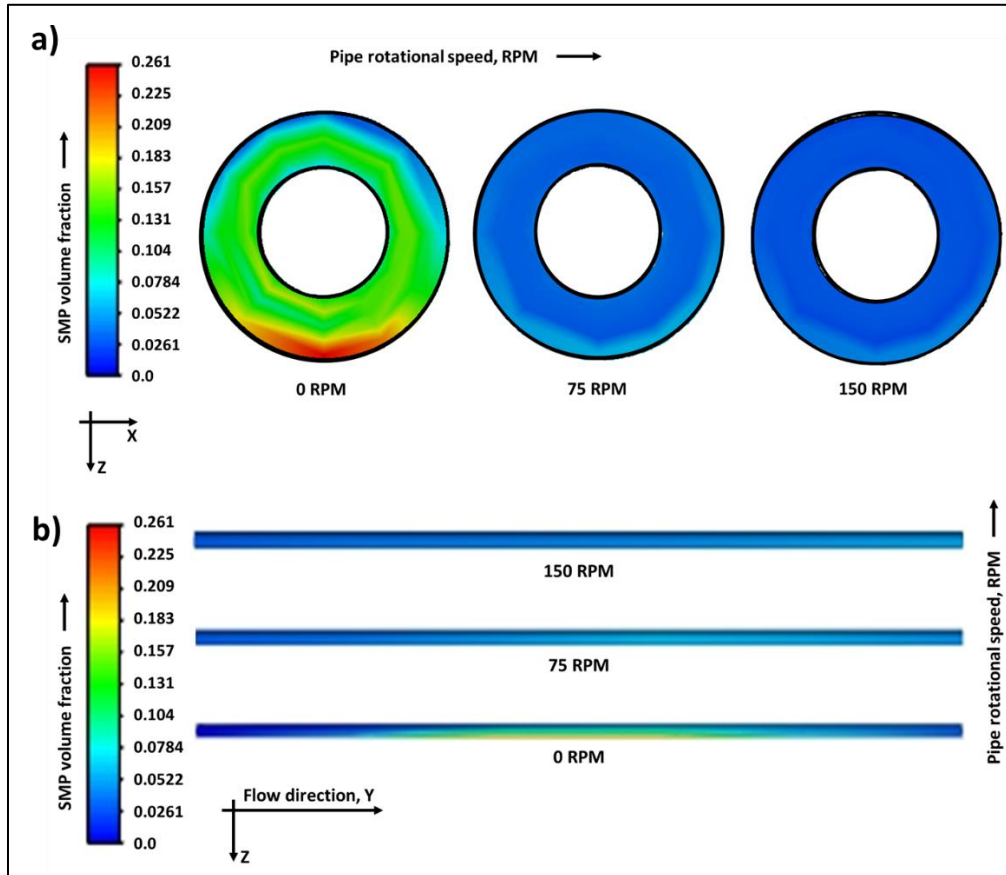 a)
Pipe rotational speed, RPM
SMP volume fraction
0.261
0.225
0.209
0.183
0.157
0.131
0.104
0.0784
0.0522
0.0261
0.0
0 RPM
75 RPM
150 RPM
X
Z
b)
SMP volume fraction
0.261
0.225
0.209
0.183
0.157
0.131
0.104
0.0784
0.0522
0.0261
0.0
150 RPM
75 RPM
0 RPM
Pipe rotational speed, RPM
Flow direction, Y
Z